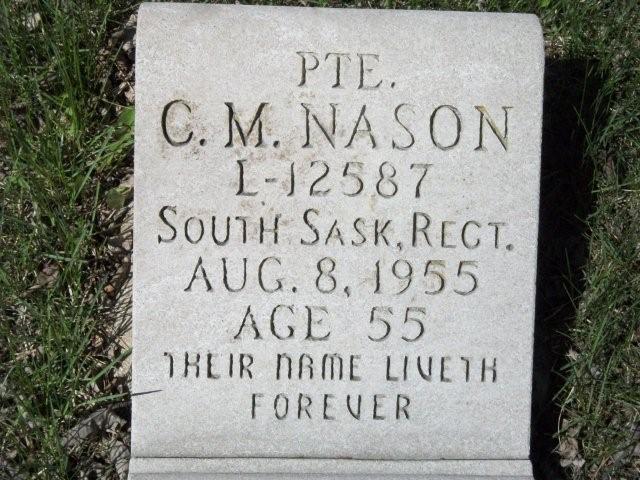 PTE.
C. M. NASON
L-12587
SOUTH SASK, RECT.
AUG. 8, 1955
AGE 55
THEIR NAME LIVETH
FOREVER